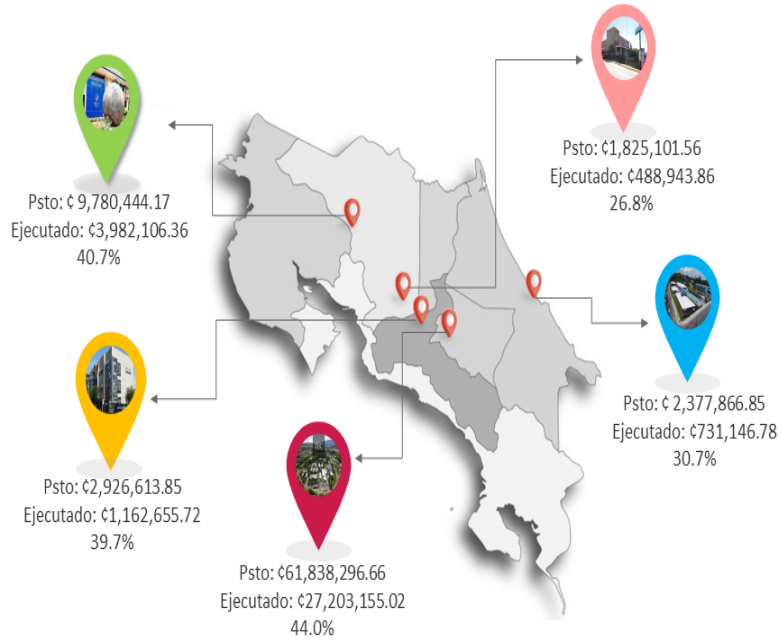 Psto: ¢1,825,101.56
Ejecutado: ¢488,943.86
26.8%
Psto: ¢ 9,780,444.17
Ejecutado: ¢3,982,106.36
40.7%
Psto: ¢ 2,377,866.85
Ejecutado: ¢731,146.78
30.7%
Psto: ¢2,926,613.85
Ejecutado: ¢1,162,655.72
39.7%
Psto: ¢61,838,296.66
Ejecutado: ¢27,203,155.02
44.0%